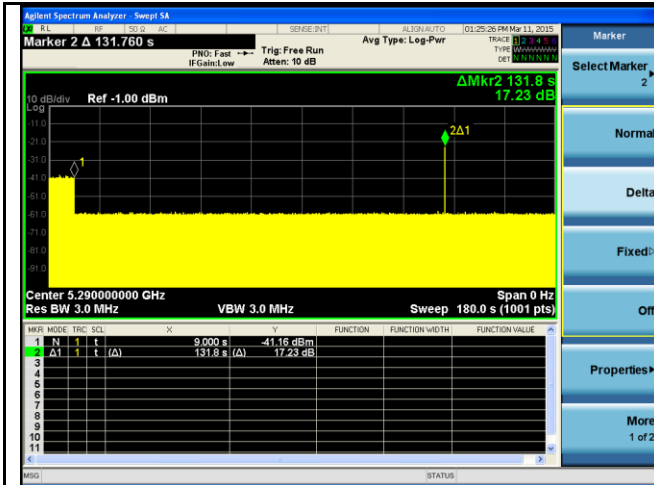 Agilent Spectrum Analyzer - Swept SA
RL RF 50 Ω AC SENSE:INT ALIGN AUTO 01:25:26 PM Mar 11, 2015
Marker 2 Δ 131.760 s
PNO: Fast
IFGain:Low
Trig: Free Run
Atten: 10 dB
Avg Type: Log-Pwr
TRACE 1 2 3 4 5 6
TYPE
DET N N N N N N
ΔMkr2 131.8 s
17.23 dB
10 dB/div Ref -1.00 dBm
Log
-11.0
-21.0
-31.0
-41.0
-51.0
-61.0
-71.0
-81.0
-91.0
1
2Δ1
Center 5.290000000 GHz Span 0 Hz
Res BW 3.0 MHz VBW 3.0 MHz Sweep 180.0 s (1001 pts)
MKR MODE TRC SCL X Y FUNCTION FUNCTION WIDTH FUNCTION VALUE
1 N 1 t 9.000 s -41.16 dBm
2 Δ1 1 t (Δ) 131.8 s (Δ) 17.23 dB
3
4
5
6
7
8
9
10
11
MSG STATUS
Marker
Select Marker
2
Normal
Delta
Fixed
Off
Properties
More
1 of 2